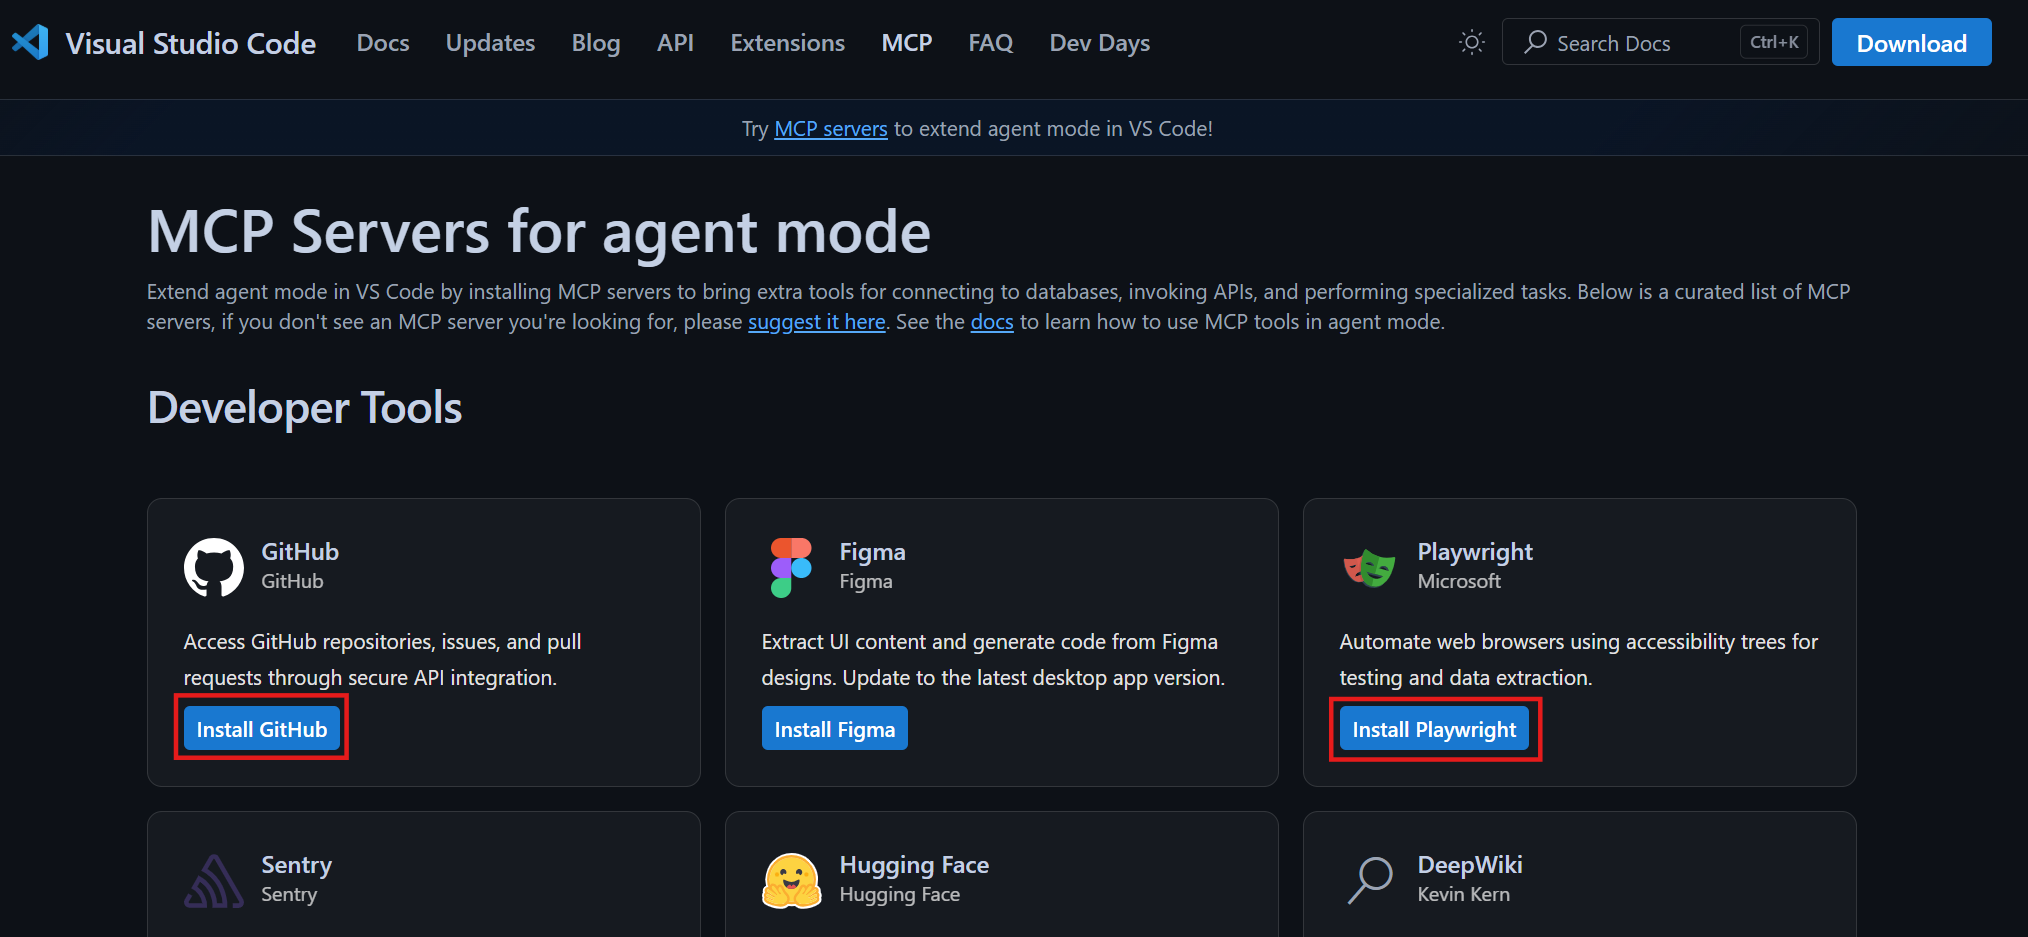 Visual Studio Code Docs Updates Blog API Extensions MCP FAQ Dev Days Search Docs Ctrl+K Download
Try MCP servers to extend agent mode in VS Code!
MCP Servers for agent mode
Extend agent mode in VS Code by installing MCP servers to bring extra tools for connecting to databases, invoking APIs, and performing specialized tasks. Below is a curated list of MCP
servers, if you don't see an MCP server you're looking for, please suggest it here. See the docs to learn how to use MCP tools in agent mode.
Developer Tools
GitHub
GitHub
Access GitHub repositories, issues, and pull
requests through secure API integration.
Install GitHub
Figma
Figma
Extract UI content and generate code from Figma
designs. Update to the latest desktop app version.
Install Figma
Playwright
Microsoft
Automate web browsers using accessibility trees for
testing and data extraction.
Install Playwright
Sentry
Sentry
Hugging Face
Hugging Face
DeepWiki
Kevin Kern